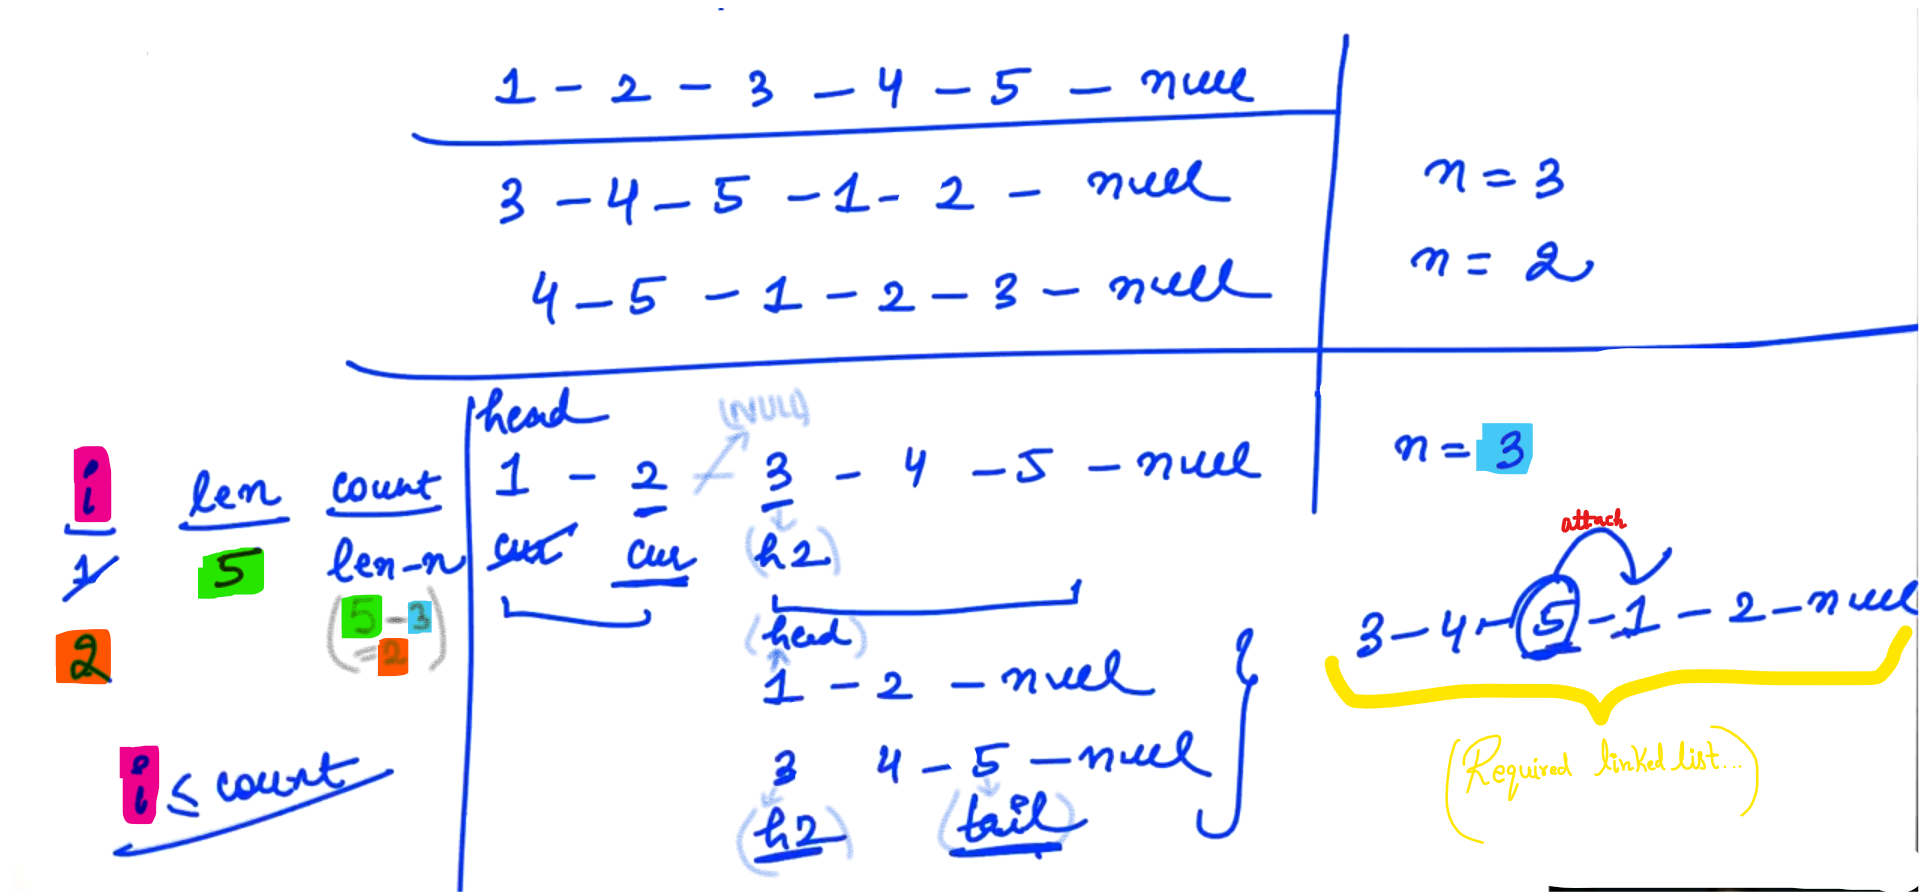 1 - 2 - 3 - 4 - 5 - null
3 - 4 - 5 - 1 - 2 - null
n = 3
4 - 5 - 1 - 2 - 3 - null
n = 2
head
(NULL)
i len count
1 - 2 - 3 - 4 - 5 - null
n = 3
1 5 len-n
cur cur (h2)
attach
2 (5-3
=2)
(head)
1 - 2 - null
3 - 4 - 5 - 1 - 2 - null
i ≤ count
3 4 - 5 - null
(h2) (tail)
(Required linked list...)